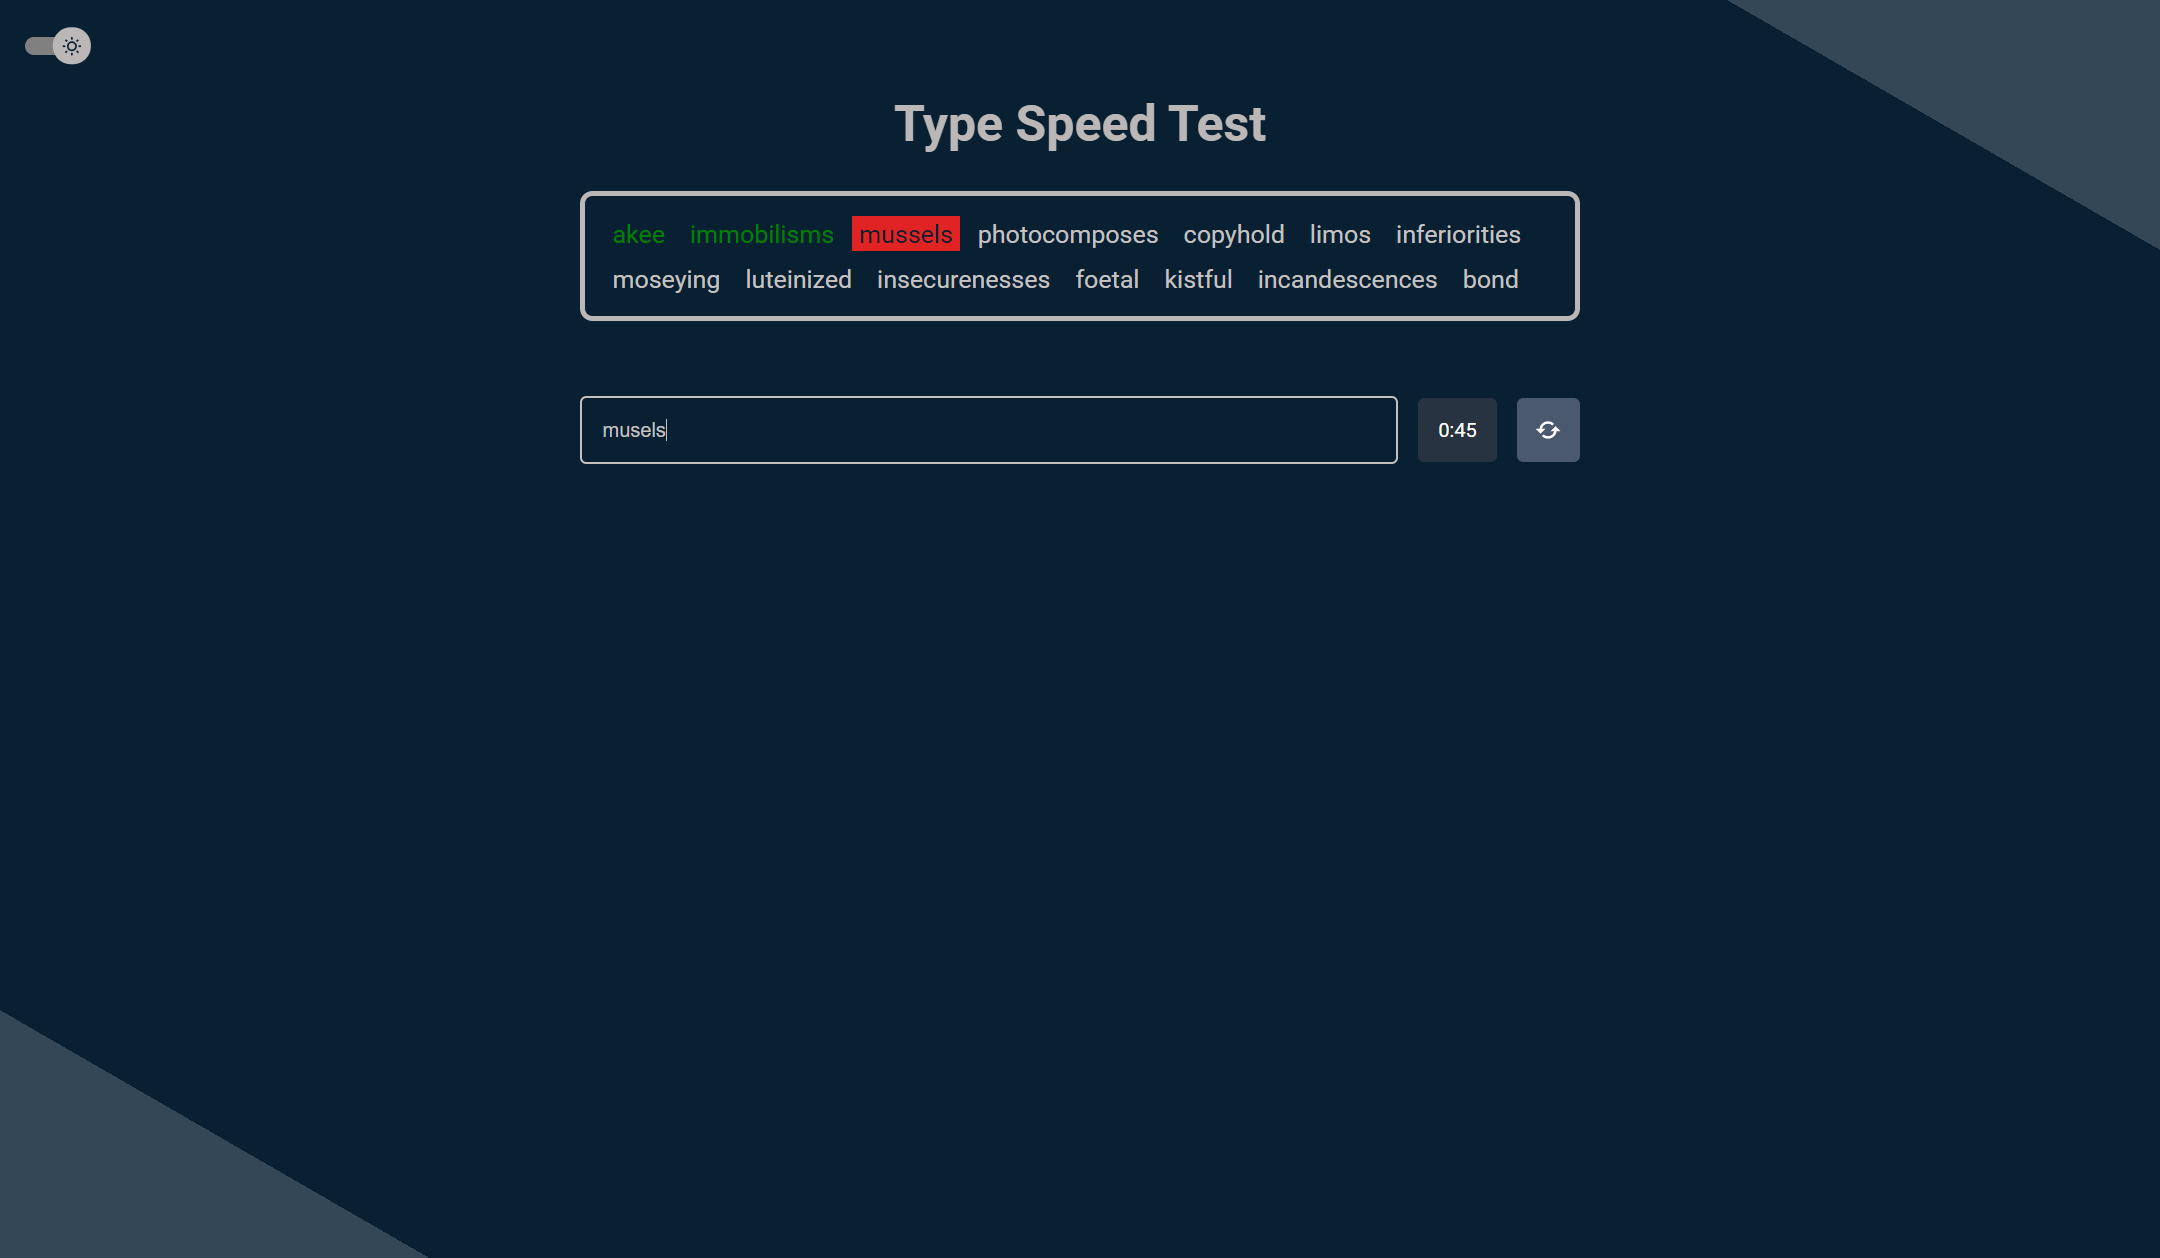 Type Speed Test
akee immobilisms mussels photocomposes copyhold limos inferiorities
moseying luteinized insecurenesses foetal kistful incandescences bond
musels 0:45